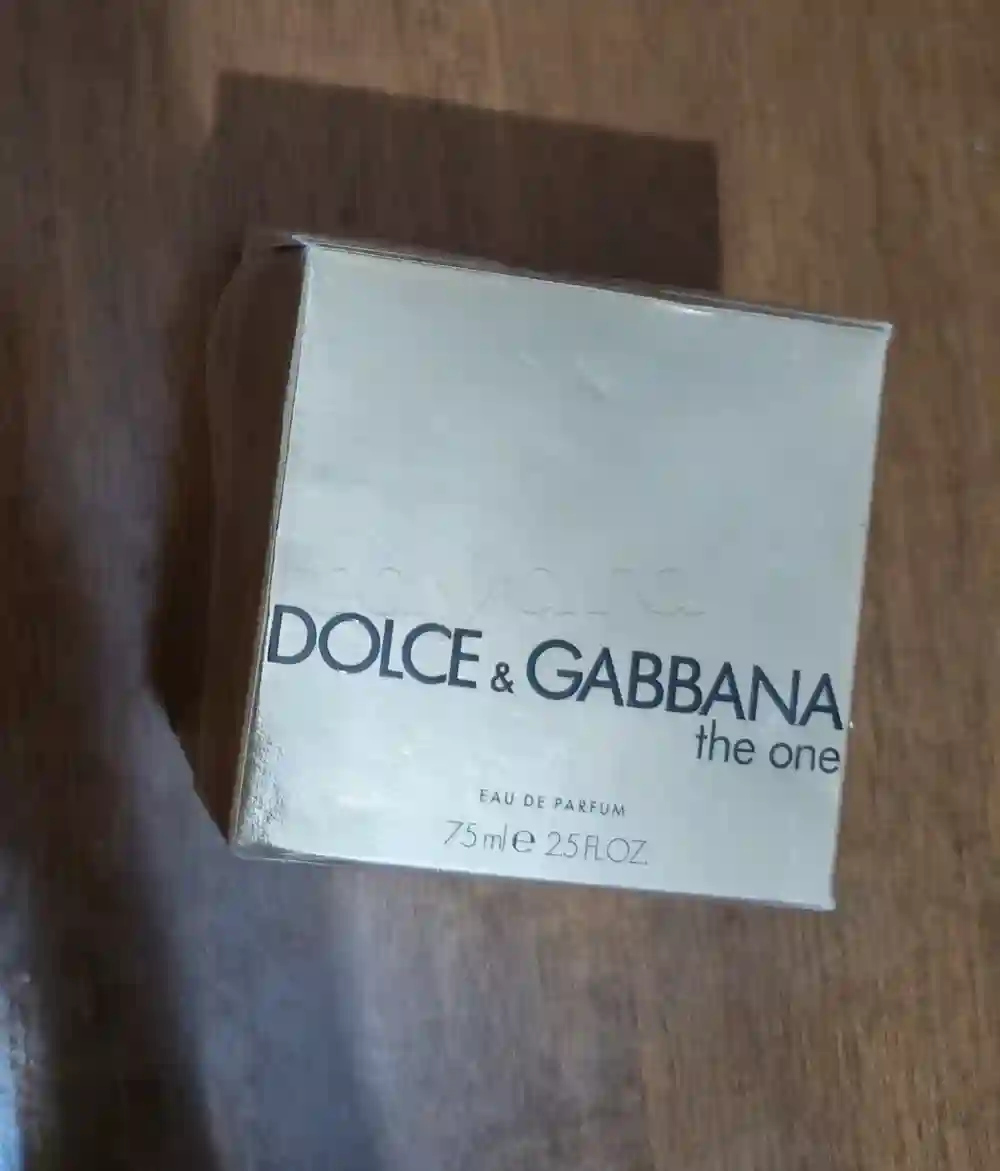 DOLCE & GABBANA
the one
EAU DE PARFUM
75 ml e 2.5 FL.OZ.